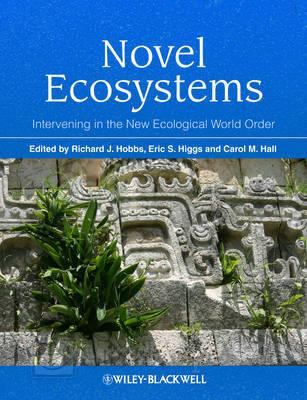 Novel
Ecosystems
Intervening in the New Ecological World Order
Edited by Richard J. Hobbs, Eric S. Higgs and Carol M. Hall
WILEY-BLACKWELL